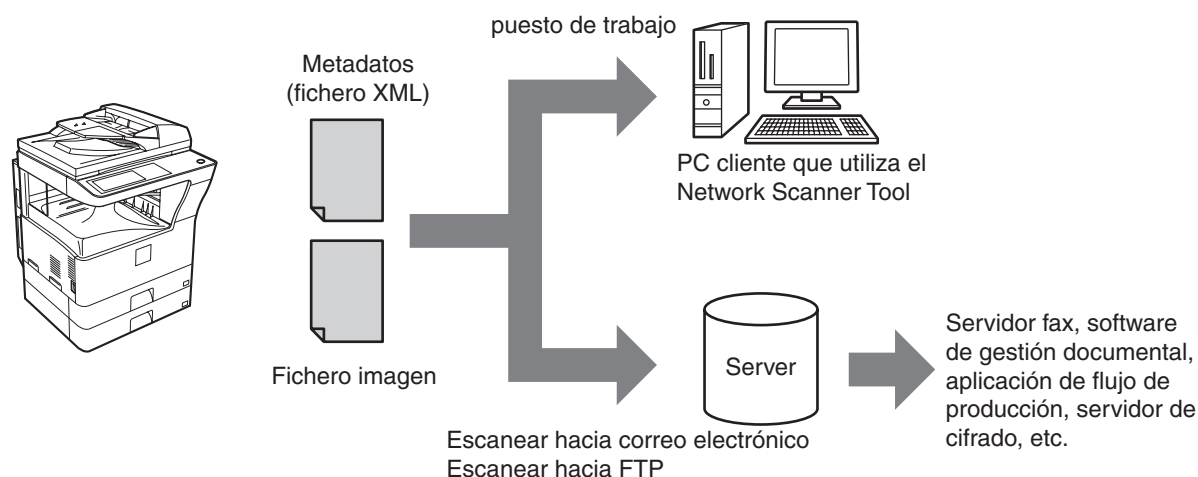 puesto de trabajo
Metadatos
(fichero XML)
PC cliente que utiliza el
Network Scanner Tool
Fichero imagen
Server
Servidor fax, software
de gestión documental,
aplicación de flujo de
producción, servidor de
cifrado, etc.
Escanear hacia correo electrónico
Escanear hacia FTP